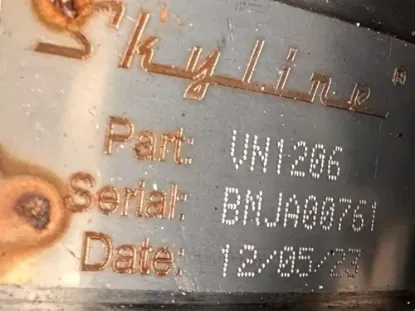 Skyline®
Part: VN1206
Serial: BNJA00761
Date: 12/05/23